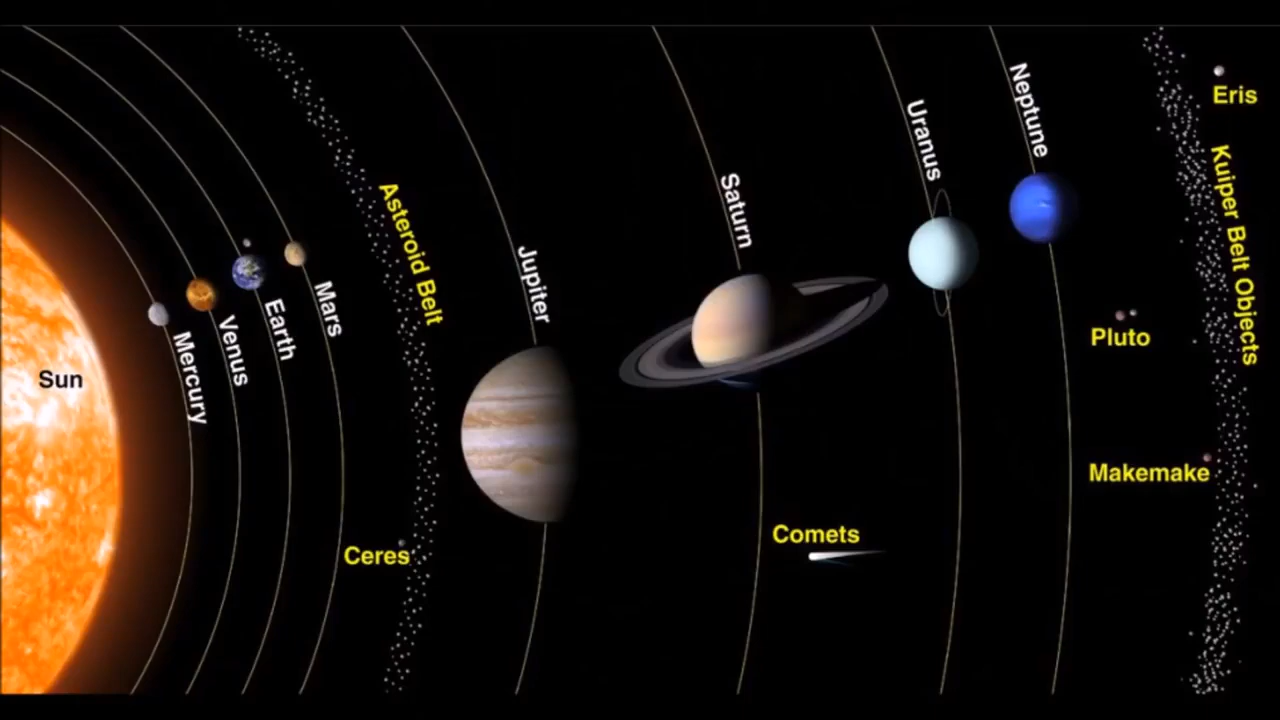 Sun
Mercury
Venus
Earth
Mars
Asteroid Belt
Ceres
Jupiter
Saturn
Comets
Uranus
Neptune
Pluto
Makemake
Eris
Kuiper Belt Objects